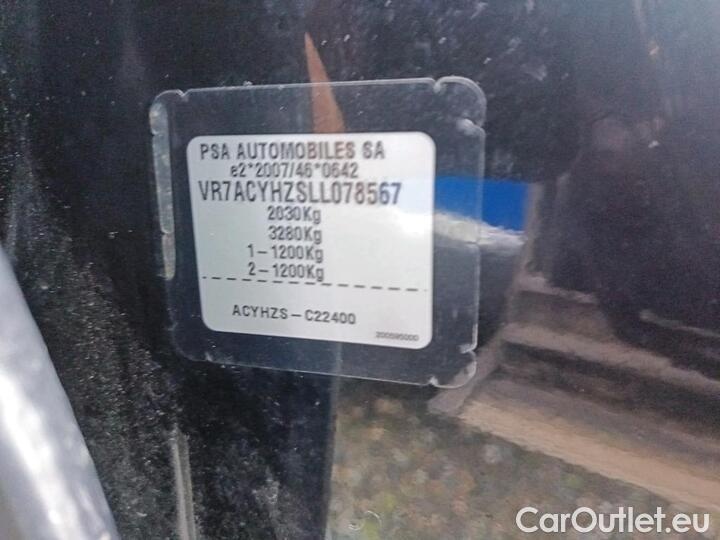 PSA AUTOMOBILES SA
e2*2007/46*0642
VR7ACYHZSLL078567
2030Kg
3280Kg
1-1200Kg
2-1200Kg
ACYHZS-C22400
200595000
CarOutlet.eu